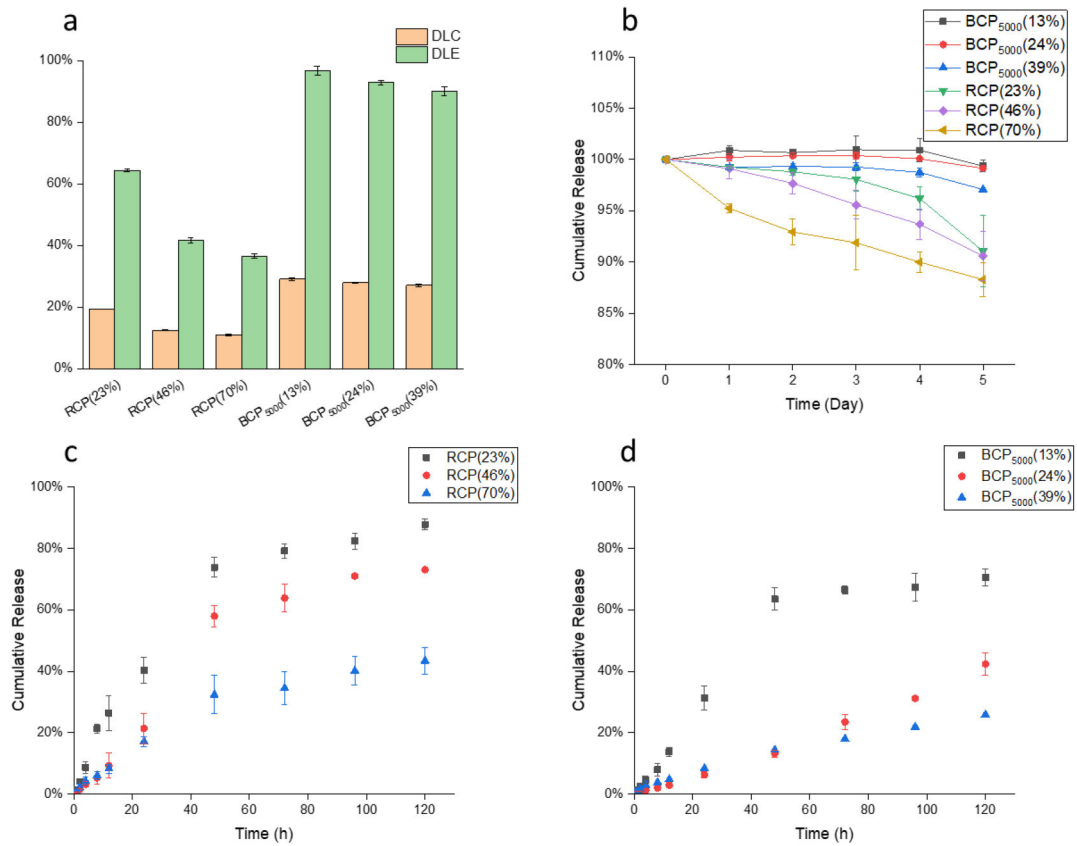 a
DLC
DLE
100%
80%
60%
40%
20%
0%
RCP(23%)
RCP(46%)
RCP(70%)
BCP5000(13%)
BCP5000(24%)
BCP5000(39%)
b
BCP5000(13%)
BCP5000(24%)
BCP5000(39%)
RCP(23%)
RCP(46%)
RCP(70%)
110%
105%
100%
95%
90%
85%
80%
Cumulative Release
0 1 2 3 4 5
Time (Day)
c
RCP(23%)
RCP(46%)
RCP(70%)
100%
80%
60%
40%
20%
0%
Cumulative Release
0 20 40 60 80 100 120
Time (h)
d
BCP5000(13%)
BCP5000(24%)
BCP5000(39%)
100%
80%
60%
40%
20%
0%
Cumulative Release
0 20 40 60 80 100 120
Time (h)